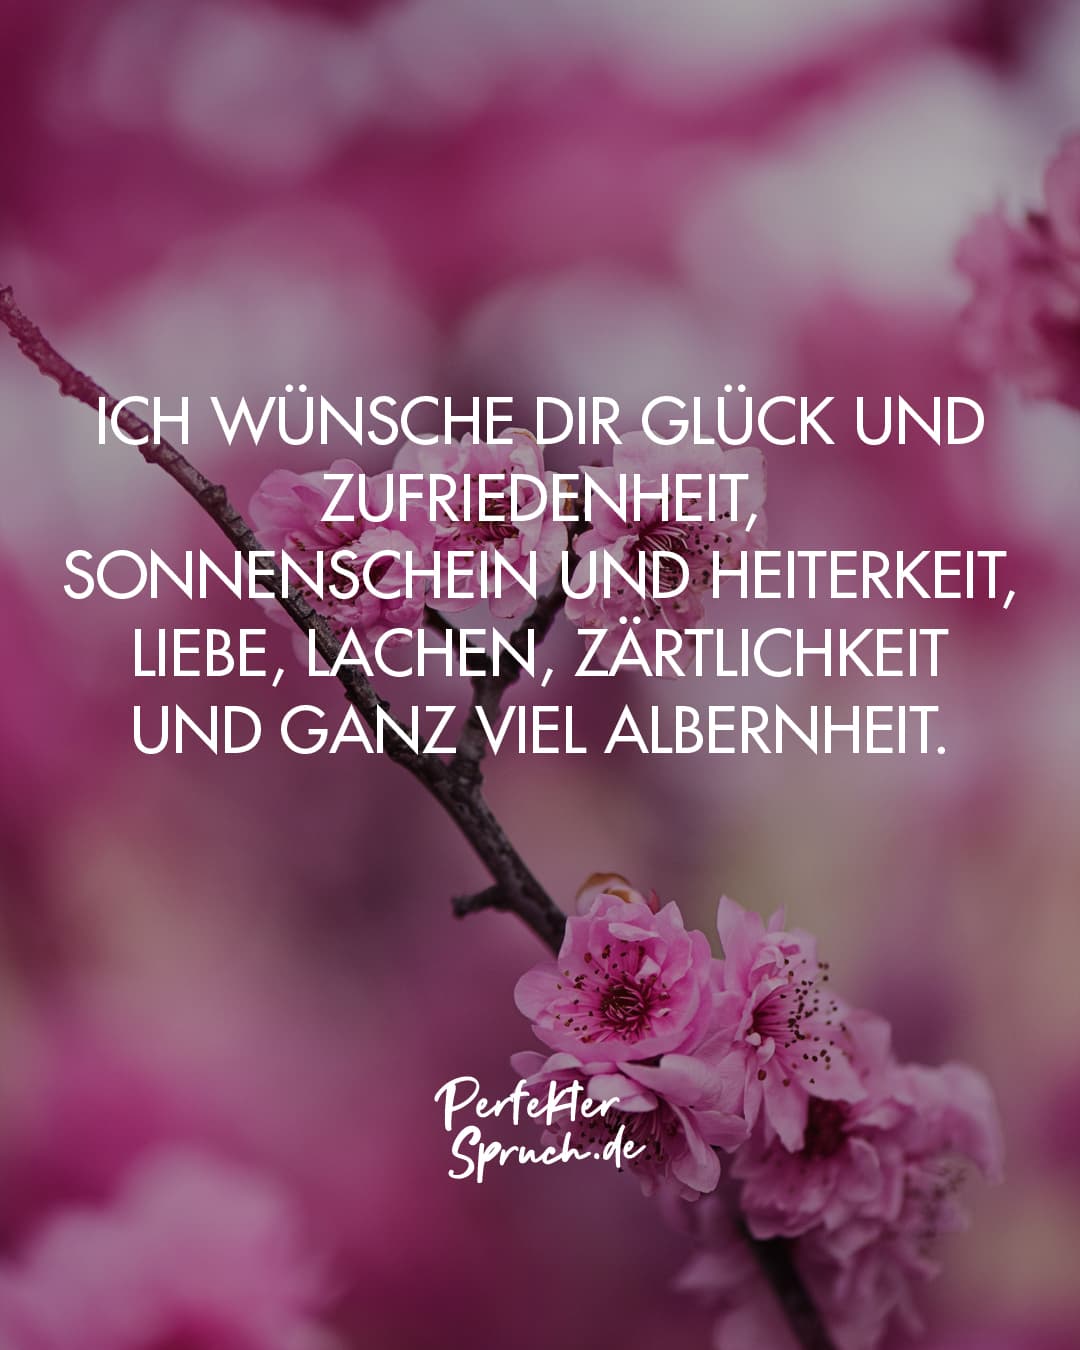 ICH WÜNSCHE DIR GLÜCK UND
ZUFRIEDENHEIT,
SONNENSCHEIN UND HEITERKEIT,
LIEBE, LACHEN, ZÄRTLICHKEIT
UND GANZ VIEL ALBERNHEIT.
Perfekter
Spruch.de